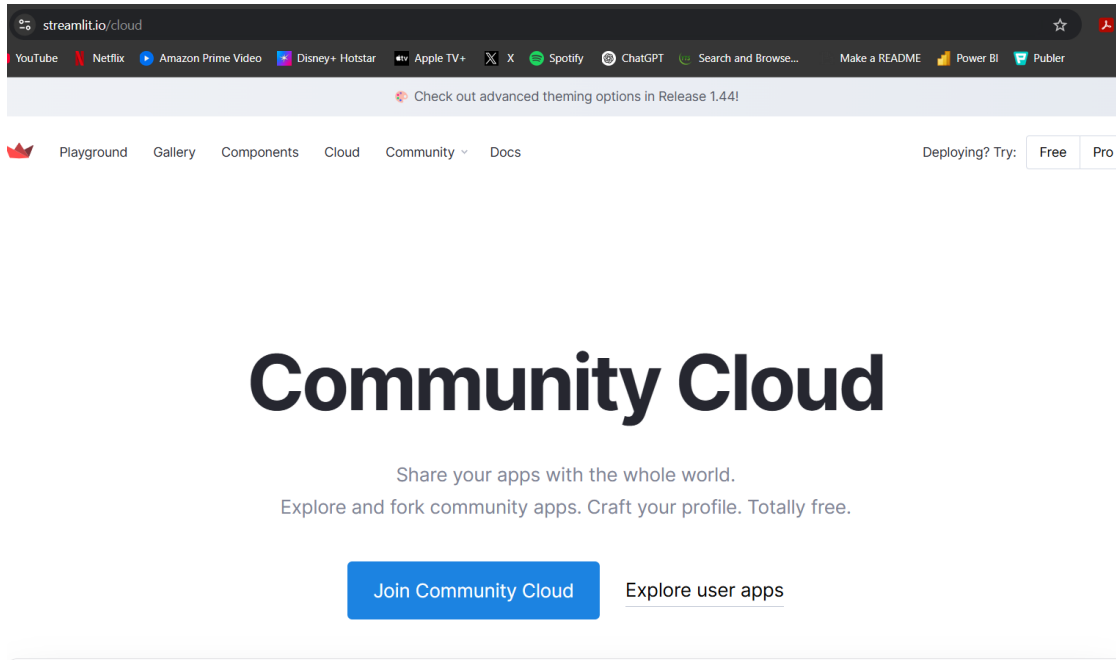 streamlit.io/cloud
YouTube Netflix Amazon Prime Video Disney+ Hotstar Apple TV+ X Spotify ChatGPT Search and Browse... Make a README Power BI Publer
Check out advanced theming options in Release 1.44!
Playground Gallery Components Cloud Community Docs Deploying? Try: Free Pro
Community Cloud
Share your apps with the whole world.
Explore and fork community apps. Craft your profile. Totally free.
Join Community Cloud Explore user apps